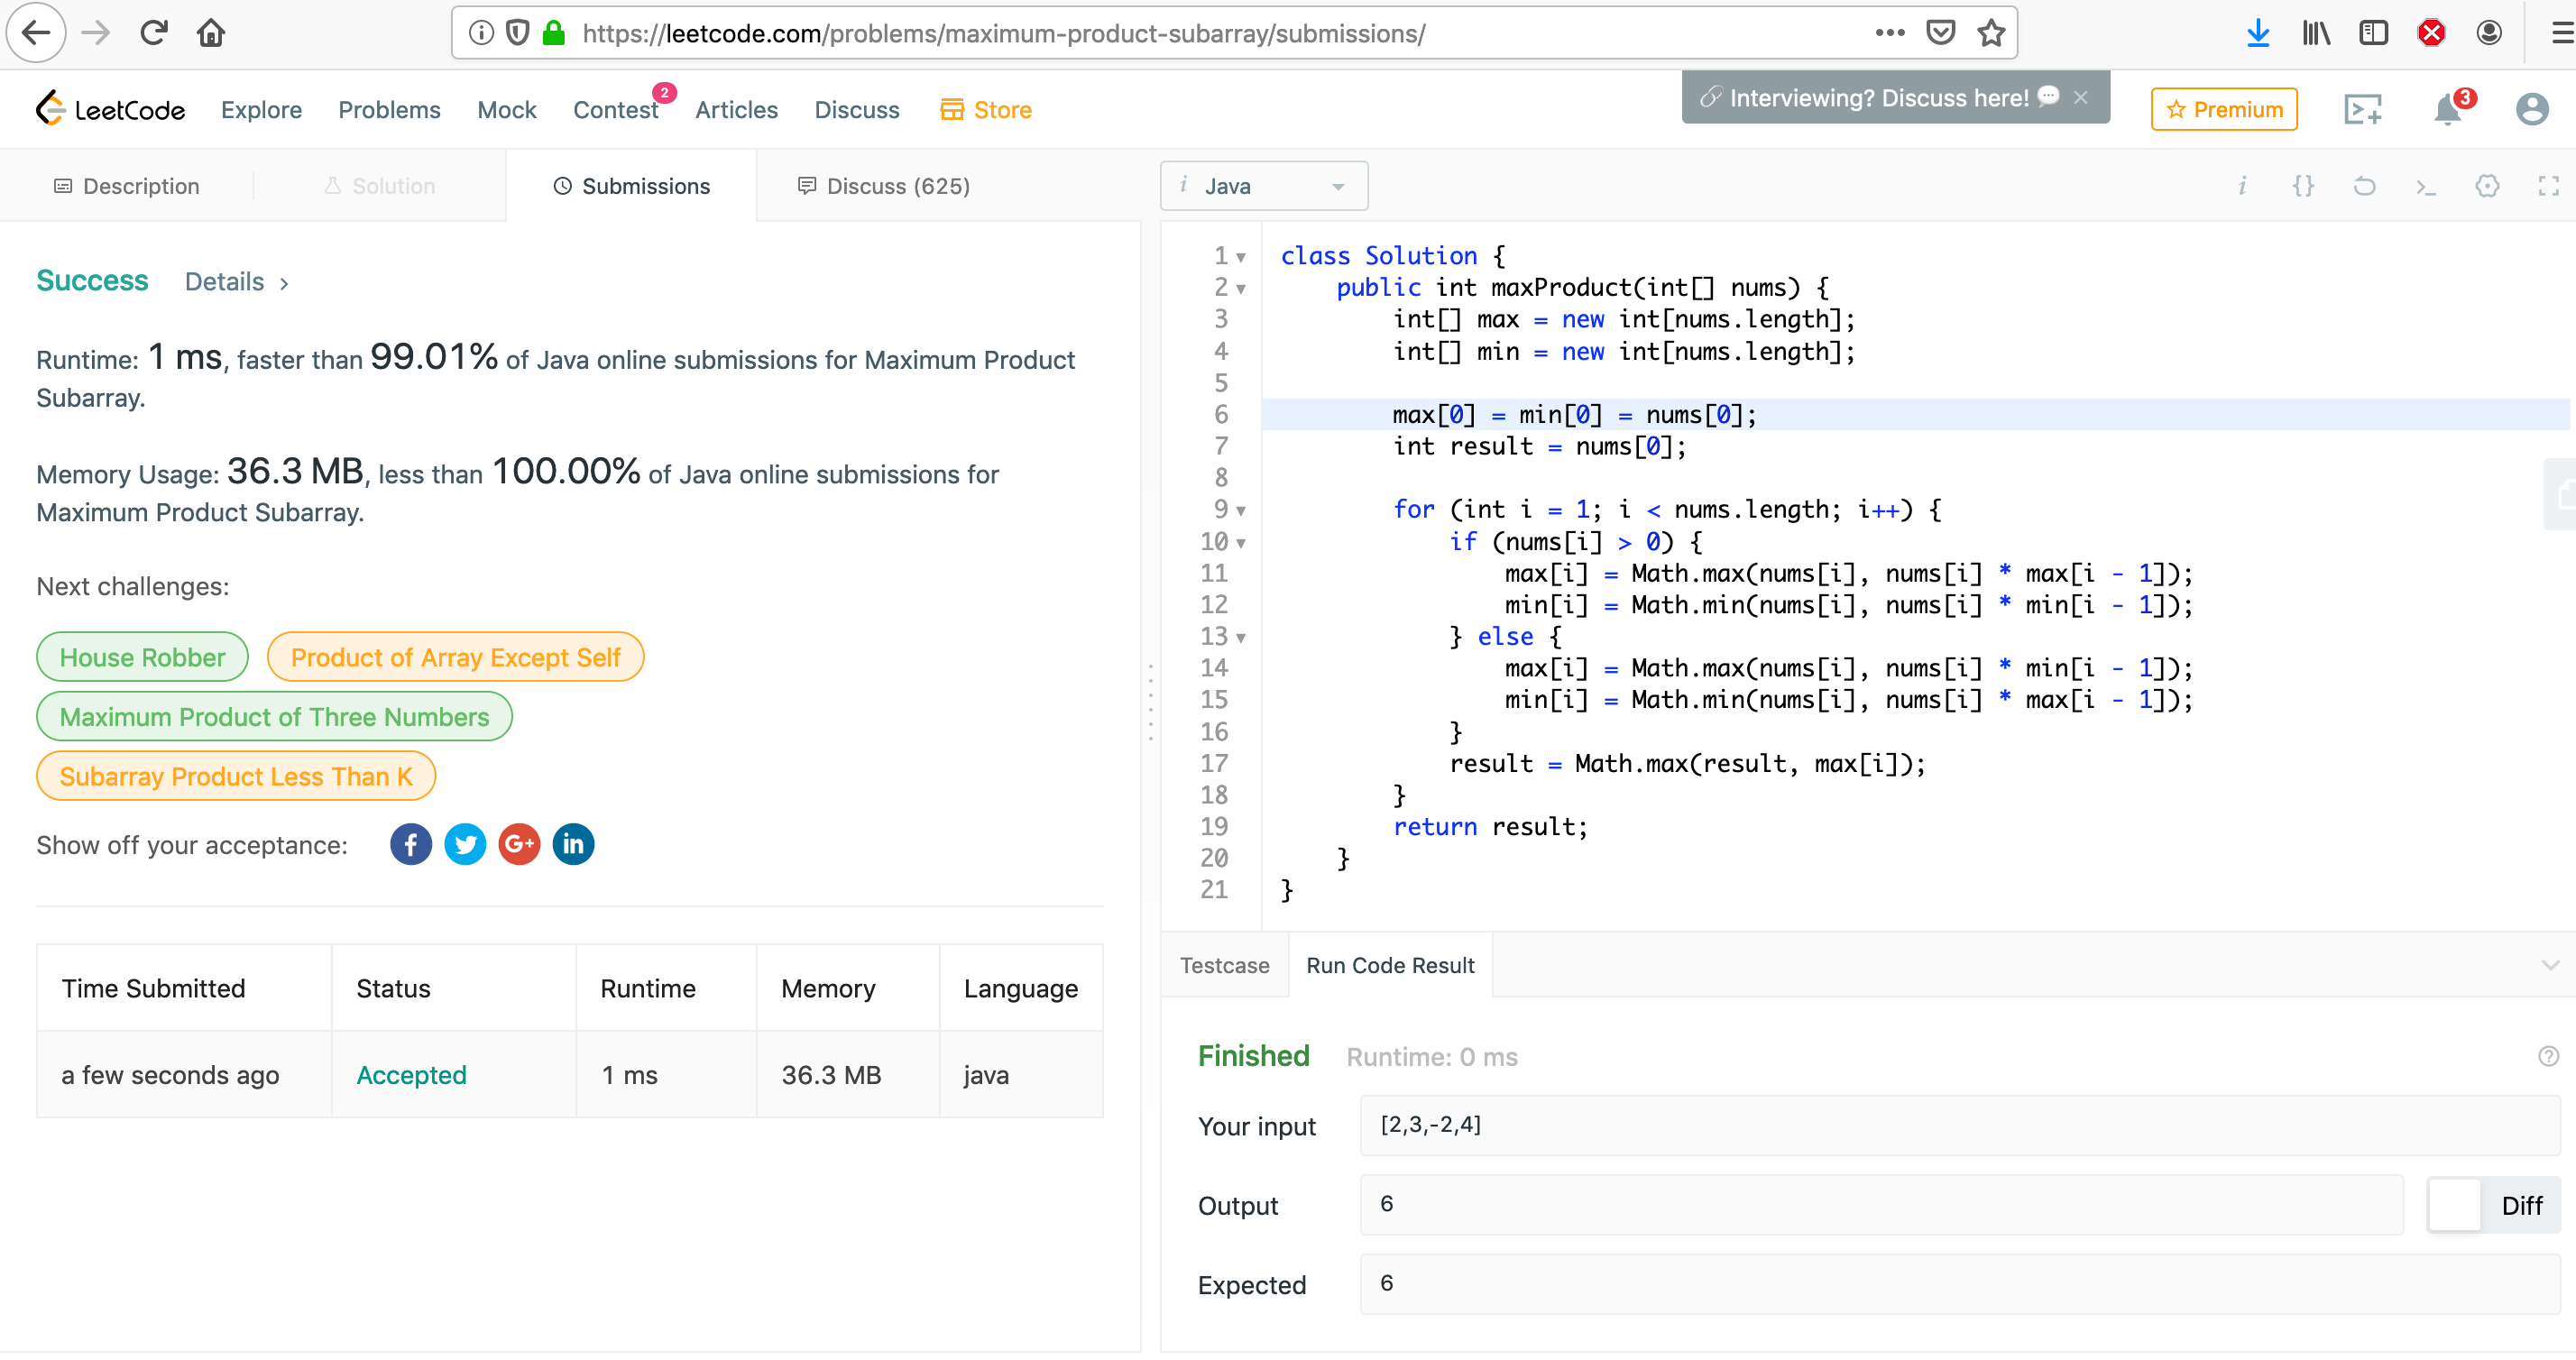 https://leetcode.com/problems/maximum-product-subarray/submissions/
LeetCode
Explore
Problems
Mock
Contest
2
Articles
Discuss
Store
Interviewing? Discuss here!
Premium
3
Description
Solution
Submissions
Discuss (625)
Success
Details
Runtime: 1 ms, faster than 99.01% of Java online submissions for Maximum Product
Subarray.
Memory Usage: 36.3 MB, less than 100.00% of Java online submissions for
Maximum Product Subarray.
Next challenges:
House Robber
Product of Array Except Self
Maximum Product of Three Numbers
Subarray Product Less Than K
Show off your acceptance:
Time Submitted Status Runtime Memory Language
a few seconds ago Accepted 1 ms 36.3 MB java
i Java
1 class Solution {
2     public int maxProduct(int[] nums) {
3         int[] max = new int[nums.length];
4         int[] min = new int[nums.length];
5
6         max[0] = min[0] = nums[0];
7         int result = nums[0];
8
9         for (int i = 1; i < nums.length; i++) {
10             if (nums[i] > 0) {
11                 max[i] = Math.max(nums[i], nums[i] * max[i - 1]);
12                 min[i] = Math.min(nums[i], nums[i] * min[i - 1]);
13             } else {
14                 max[i] = Math.max(nums[i], nums[i] * min[i - 1]);
15                 min[i] = Math.min(nums[i], nums[i] * max[i - 1]);
16             }
17             result = Math.max(result, max[i]);
18         }
19         return result;
20     }
21 }
Testcase
Run Code Result
Finished
Runtime: 0 ms
Your input
[2,3,-2,4]
Output
6
Diff
Expected
6